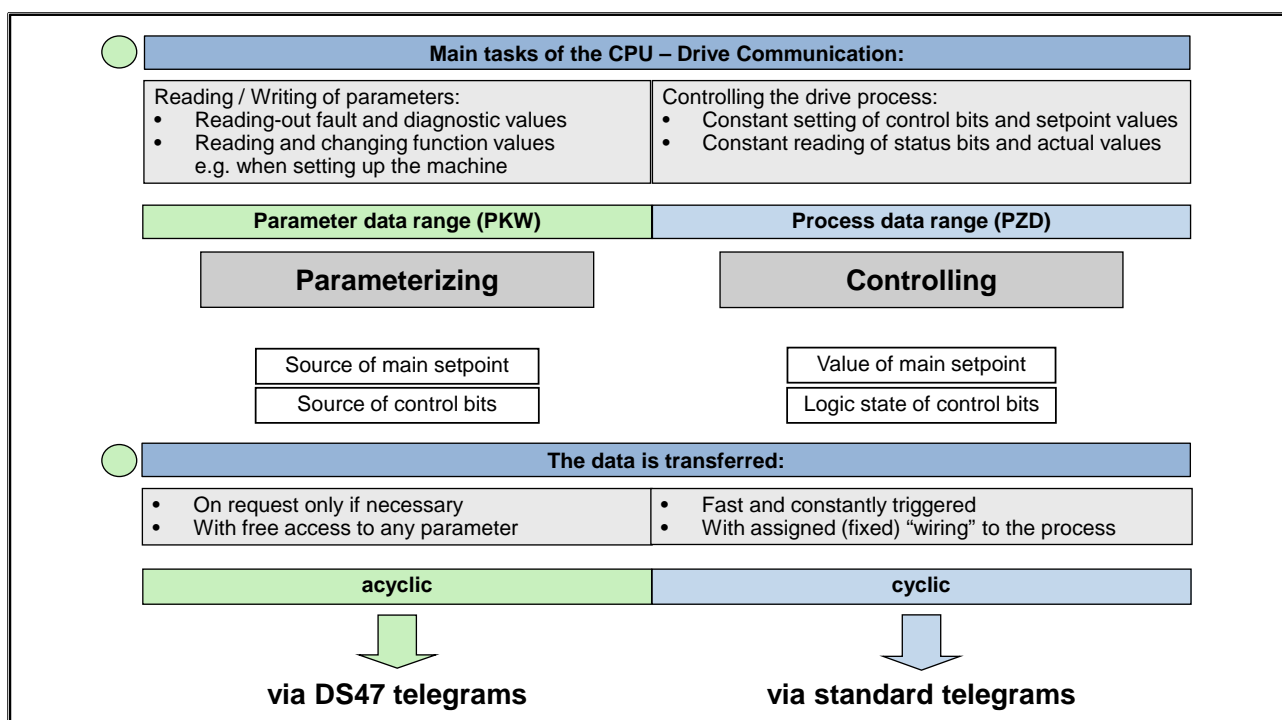 Main tasks of the CPU – Drive Communication:
Reading / Writing of parameters:
• Reading-out fault and diagnostic values
• Reading and changing function values
e.g. when setting up the machine
Controlling the drive process:
• Constant setting of control bits and setpoint values
• Constant reading of status bits and actual values
Parameter data range (PKW)
Process data range (PZD)
Parameterizing
Controlling
Source of main setpoint
Source of control bits
Value of main setpoint
Logic state of control bits
The data is transferred:
• On request only if necessary
• With free access to any parameter
• Fast and constantly triggered
• With assigned (fixed) “wiring” to the process
acyclic
cyclic
via DS47 telegrams
via standard telegrams